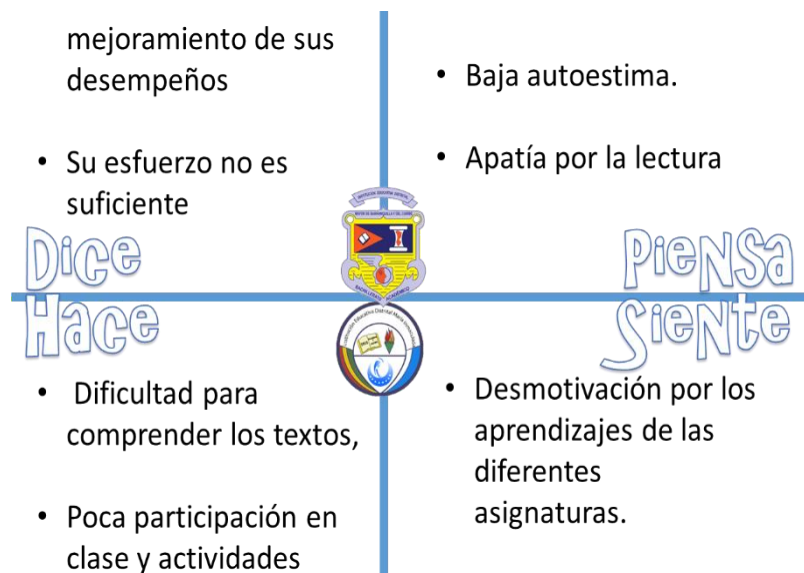 mejoramiento de sus
desempeños
• Su esfuerzo no es
suficiente
• Baja autoestima.
• Apatía por la lectura
Dice
Piensa
Hace
Siente
• Dificultad para
comprender los textos,
• Poca participación en
clase y actividades
• Desmotivación por los
aprendizajes de las
diferentes
asignaturas.